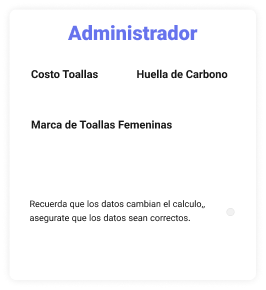 Administrador
Costo Toallas Huella de Carbono
Marca de Toallas Femeninas
Recuerda que los datos cambian el calculo,,
asegurate que los datos sean correctos.